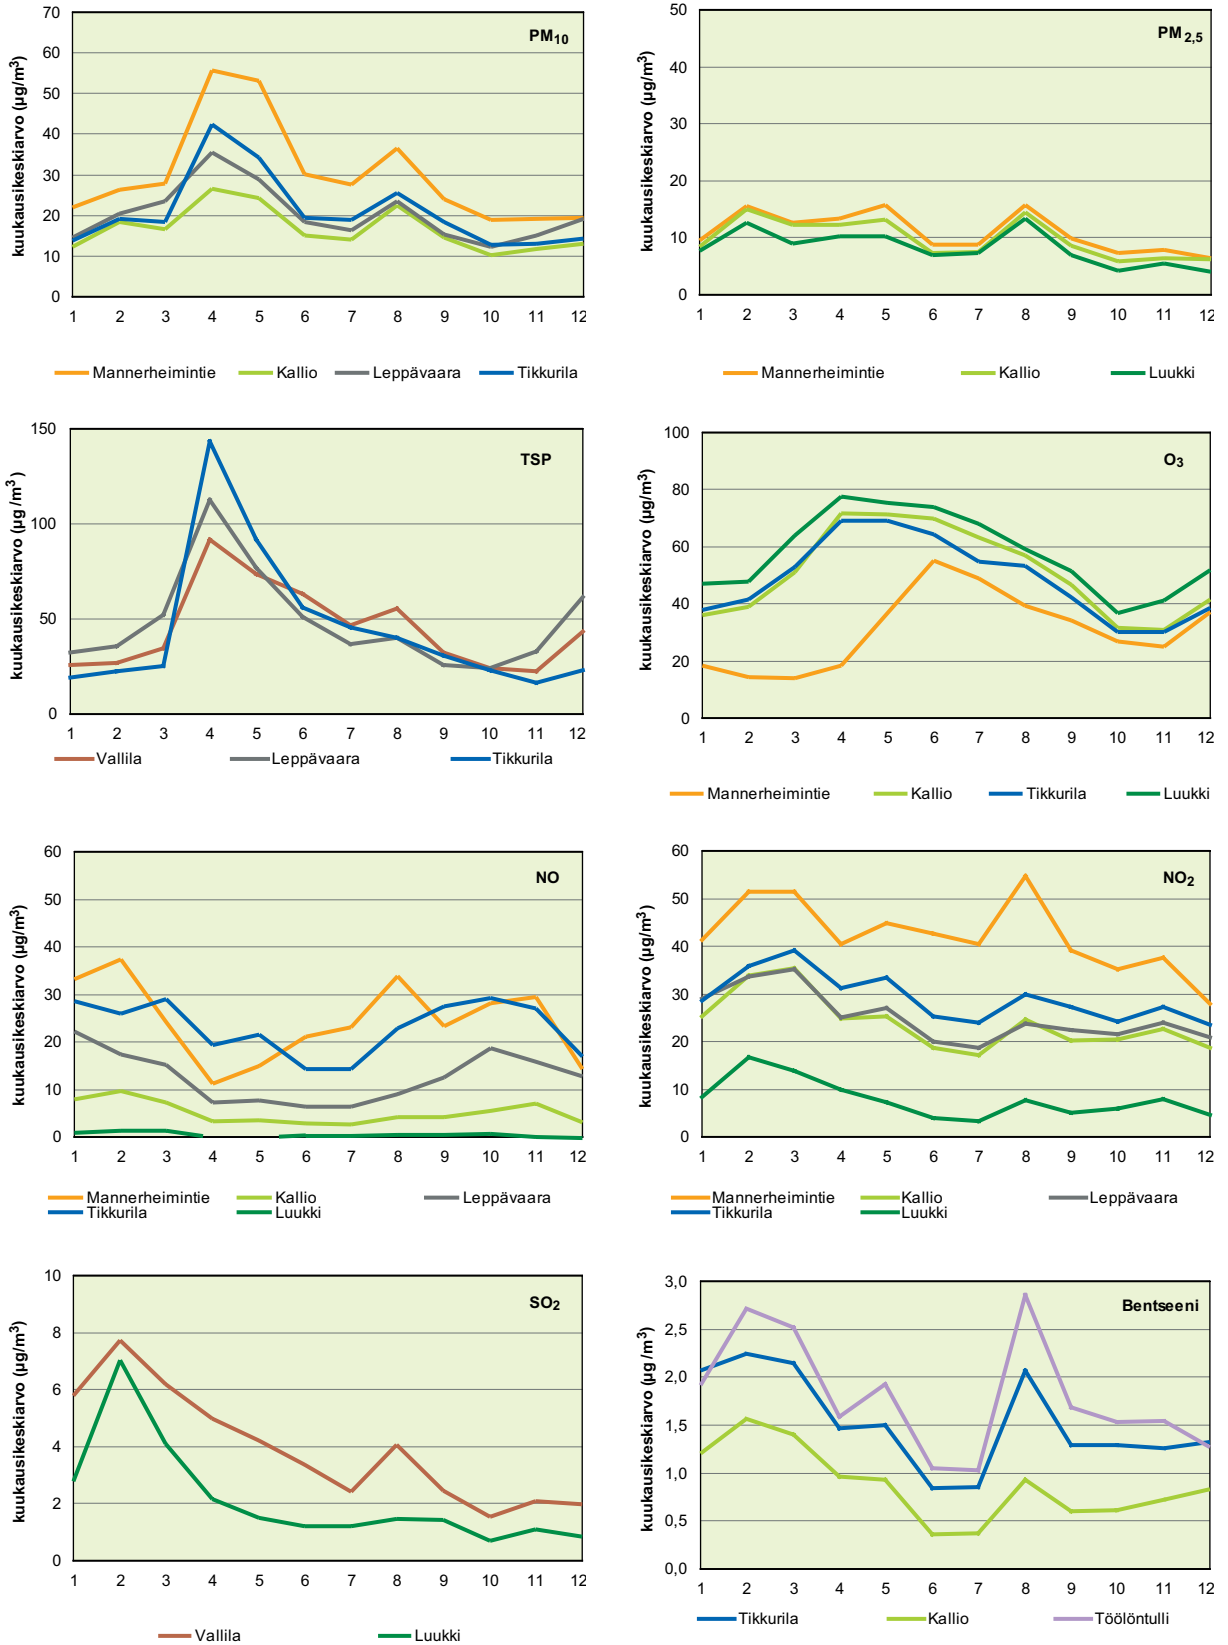 PM10
kuukausikeskiarvo (µg/m³)
70
60
50
40
30
20
10
0
1 2 3 4 5 6 7 8 9 10 11 12
Mannerheimintie Kallio Leppävaara Tikkurila
PM2,5
kuukausikeskiarvo (µg/m³)
50
40
30
20
10
0
1 2 3 4 5 6 7 8 9 10 11 12
Mannerheimintie Kallio Luukki
TSP
kuukausikeskiarvo (µg /m³)
150
100
50
0
1 2 3 4 5 6 7 8 9 10 11 12
Vallila Leppävaara Tikkurila
O3
kuukausikeskiarvo (µg/m³)
100
80
60
40
20
0
1 2 3 4 5 6 7 8 9 10 11 12
Mannerheimintie Kallio Tikkurila Luukki
NO
kuukausikeskiarvo (µg/m³)
60
50
40
30
20
10
0
1 2 3 4 5 6 7 8 9 10 11 12
Mannerheimintie Kallio Leppävaara
Tikkurila Luukki
NO2
kuukausikeskiarvo (µg/m³)
60
50
40
30
20
10
0
1 2 3 4 5 6 7 8 9 10 11 12
Mannerheimintie Kallio Leppävaara
Tikkurila Luukki
SO2
kuukausikeskiarvo (µg/m³)
10
8
6
4
2
0
1 2 3 4 5 6 7 8 9 10 11 12
Vallila Luukki
Bentseeni
kuukausikeskiarvo (µg /m³)
3,0
2,5
2,0
1,5
1,0
0,5
0,0
1 2 3 4 5 6 7 8 9 10 11 12
Tikkurila Kallio Töölöntulli